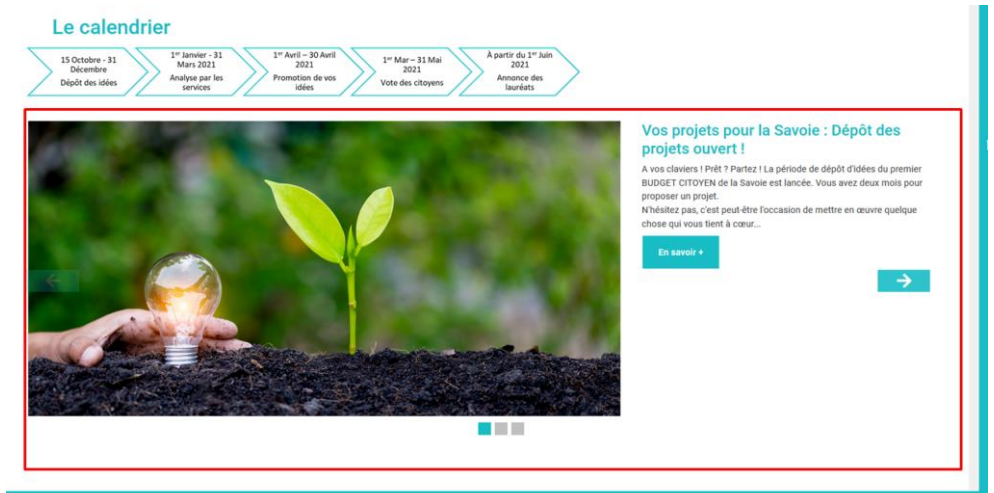 Le calendrier
15 Octobre - 31
Décembre
Dépôt des idées
1er Janvier - 31
Mars 2021
Analyse par les
services
1er Avril – 30 Avril
2021
Promotion de vos
idées
1er Mar – 31 Mai
2021
Vote des citoyens
À partir du 1er Juin
2021
Annonce des
lauréats
Vos projets pour la Savoie : Dépôt des
projets ouvert !
A vos claviers ! Prêt ? Partez ! La période de dépôt d'idées du premier
BUDGET CITOYEN de la Savoie est lancée. Vous avez deux mois pour
proposer un projet.
N'hésitez pas, c'est peut-être l'occasion de mettre en œuvre quelque
chose qui vous tient à cœur...
En savoir +